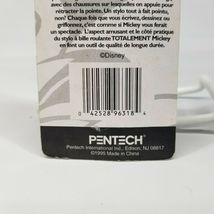 avec des chaussures sur lesquelles on appuie pour
rétracter la pointe. Un stylo tout à fait pointu,
non? Chaque fois que vous écrivez, dessinez ou
griffonnez, c'est comme si Mickey vous ferait un
spectacle. L'aspect amusant et le côté pratique
du stylo à bille roulante TOTALEMENT Mickey
en font un outil de qualité de longue durée.
©Disney
0 42528 96318 4
PENTECH®
Pentech International Inc., Edison, NJ 08817
©1995 Made in China